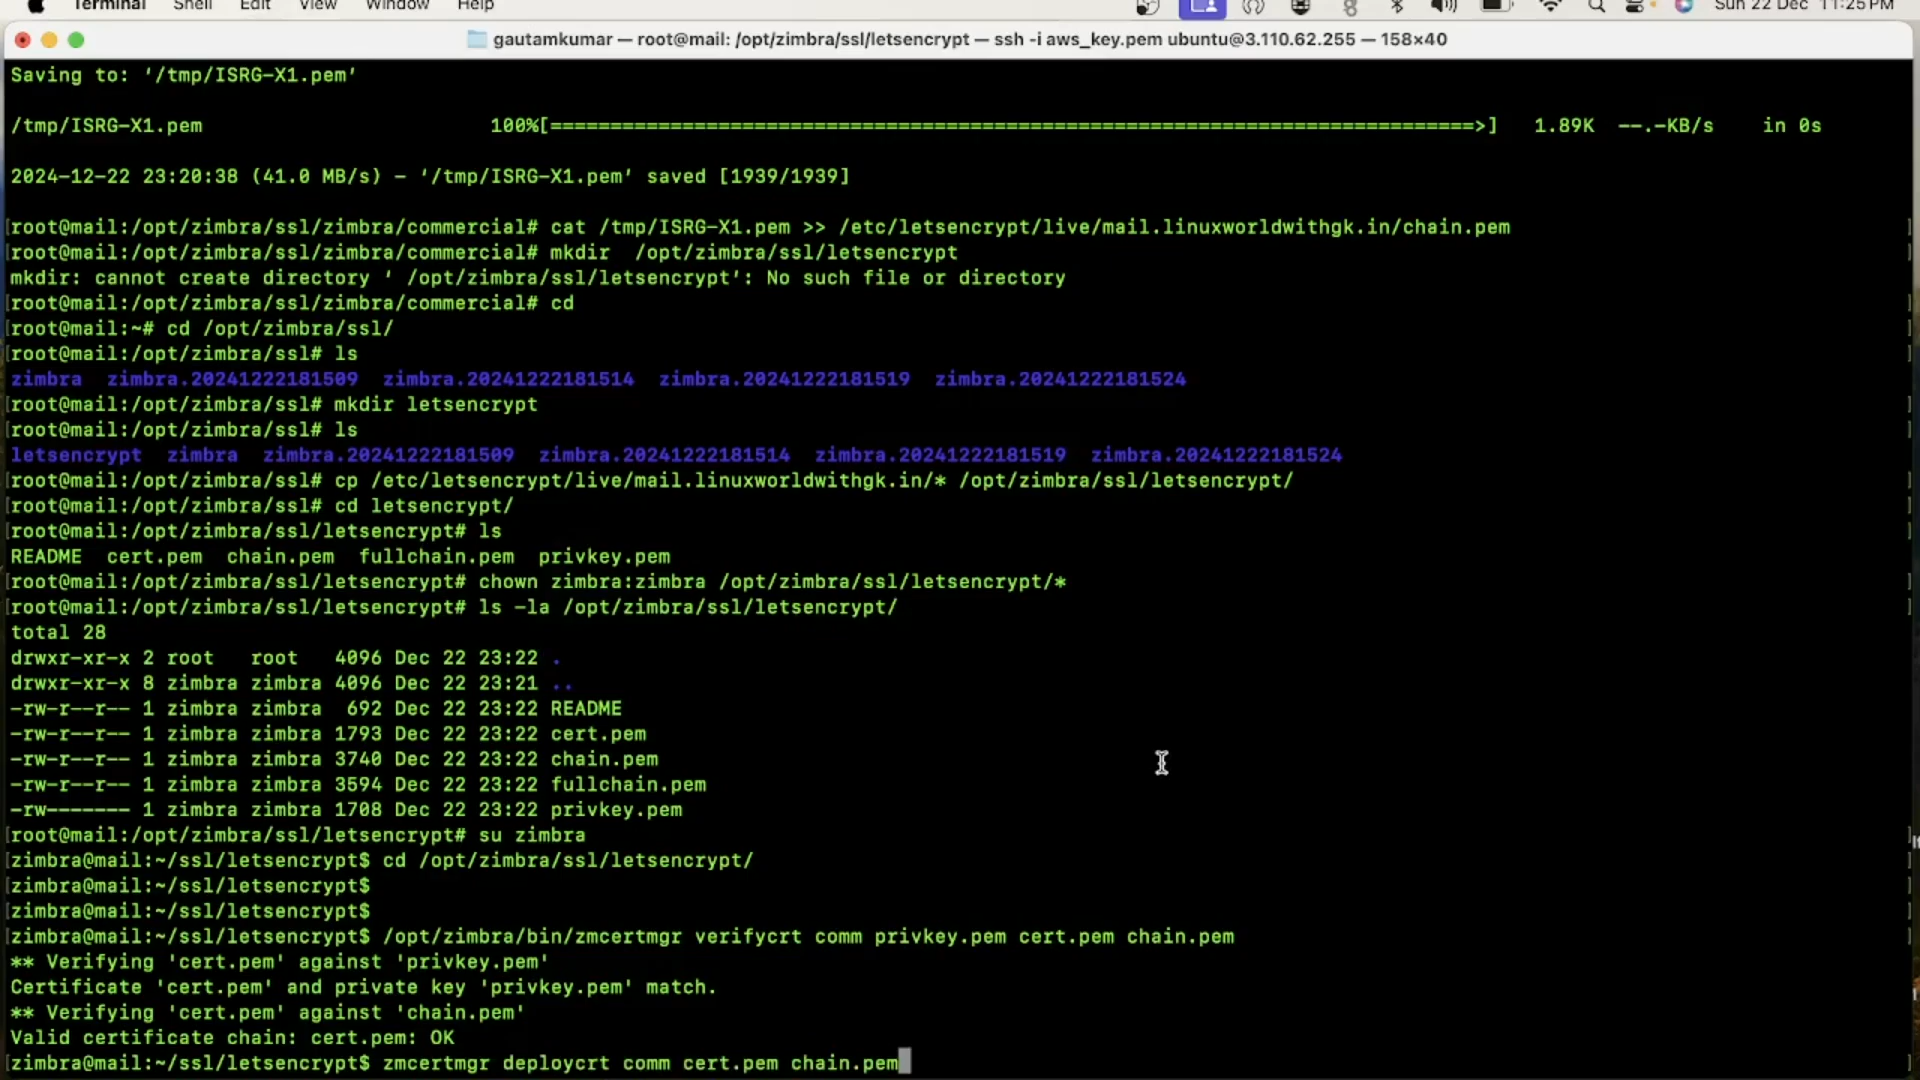 Terminal Shell Edit View Window Help Sun 22 Dec 11:25PM
gautamkumar — root@mail: /opt/zimbra/ssl/letsencrypt — ssh -i aws_key.pem ubuntu@3.110.62.255 — 158×40
Saving to: ‘/tmp/ISRG-X1.pem’
/tmp/ISRG-X1.pem 100%[=============================================================================>] 1.89K --.-KB/s in 0s
2024-12-22 23:20:38 (41.0 MB/s) - ‘/tmp/ISRG-X1.pem’ saved [1939/1939]
[root@mail:/opt/zimbra/ssl/zimbra/commercial# cat /tmp/ISRG-X1.pem >> /etc/letsencrypt/live/mail.linuxworldwithgk.in/chain.pem ]
[root@mail:/opt/zimbra/ssl/zimbra/commercial# mkdir  /opt/zimbra/ssl/letsencrypt ]
mkdir: cannot create directory ‘ /opt/zimbra/ssl/letsencrypt’: No such file or directory
[root@mail:/opt/zimbra/ssl/zimbra/commercial# cd ]
[root@mail:~# cd /opt/zimbra/ssl/ ]
[root@mail:/opt/zimbra/ssl# ls ]
zimbra zimbra.20241222181509 zimbra.20241222181514 zimbra.20241222181519 zimbra.20241222181524
[root@mail:/opt/zimbra/ssl# mkdir letsencrypt ]
[root@mail:/opt/zimbra/ssl# ls ]
letsencrypt zimbra zimbra.20241222181509 zimbra.20241222181514 zimbra.20241222181519 zimbra.20241222181524
[root@mail:/opt/zimbra/ssl# cp /etc/letsencrypt/live/mail.linuxworldwithgk.in/* /opt/zimbra/ssl/letsencrypt/ ]
[root@mail:/opt/zimbra/ssl# cd letsencrypt/ ]
[root@mail:/opt/zimbra/ssl/letsencrypt# ls ]
README cert.pem chain.pem fullchain.pem privkey.pem
[root@mail:/opt/zimbra/ssl/letsencrypt# chown zimbra:zimbra /opt/zimbra/ssl/letsencrypt/* ]
[root@mail:/opt/zimbra/ssl/letsencrypt# ls -la /opt/zimbra/ssl/letsencrypt/ ]
total 28
drwxr-xr-x 2 root   root   4096 Dec 22 23:22 .
drwxr-xr-x 8 zimbra zimbra 4096 Dec 22 23:21 ..
-rw-r--r-- 1 zimbra zimbra  692 Dec 22 23:22 README
-rw-r--r-- 1 zimbra zimbra 1793 Dec 22 23:22 cert.pem
-rw-r--r-- 1 zimbra zimbra 3740 Dec 22 23:22 chain.pem
-rw-r--r-- 1 zimbra zimbra 3594 Dec 22 23:22 fullchain.pem
-rw------- 1 zimbra zimbra 1708 Dec 22 23:22 privkey.pem
[root@mail:/opt/zimbra/ssl/letsencrypt# su zimbra ]
[zimbra@mail:~/ssl/letsencrypt$ cd /opt/zimbra/ssl/letsencrypt/ ]
[zimbra@mail:~/ssl/letsencrypt$ ]
[zimbra@mail:~/ssl/letsencrypt$ ]
[zimbra@mail:~/ssl/letsencrypt$ /opt/zimbra/bin/zmcertmgr verifycrt comm privkey.pem cert.pem chain.pem ]
** Verifying 'cert.pem' against 'privkey.pem'
Certificate 'cert.pem' and private key 'privkey.pem' match.
** Verifying 'cert.pem' against 'chain.pem'
Valid certificate chain: cert.pem: OK
[zimbra@mail:~/ssl/letsencrypt$ zmcertmgr deploycrt comm cert.pem chain.pem ]